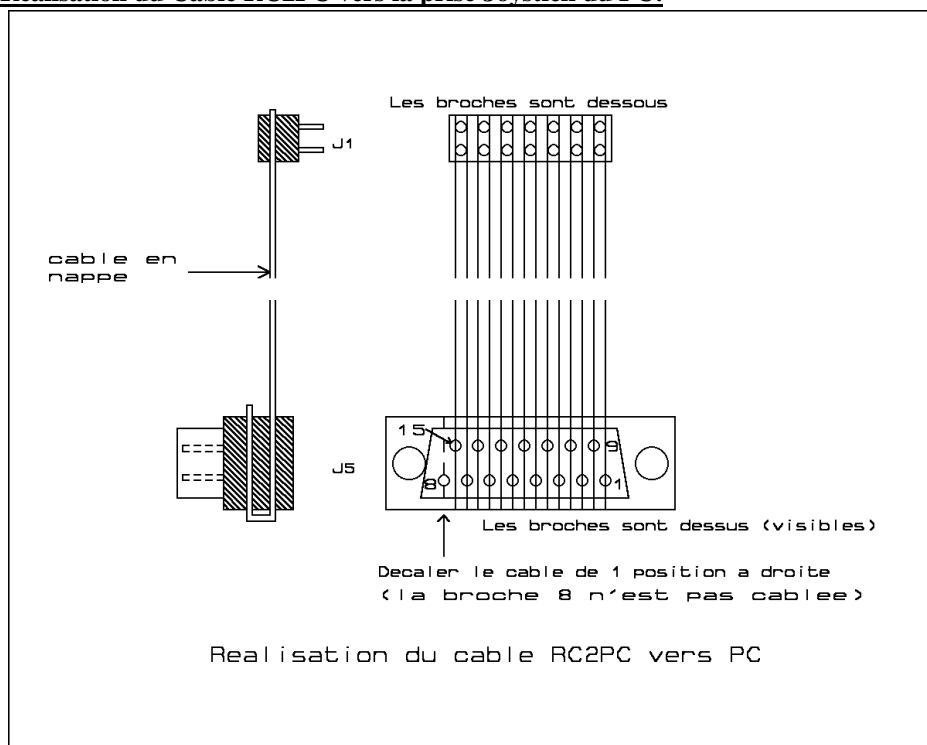 Réalisation du Cable RC2PC vers la prise Joystick du PC:
Les broches sont dessous
J1
cable en
nappe
15
9
J5
8
1
Les broches sont dessus (visibles)
Decaler le cable de 1 position a droite
(la broche 8 n'est pas cablee)
Realisation du cable RC2PC vers PC